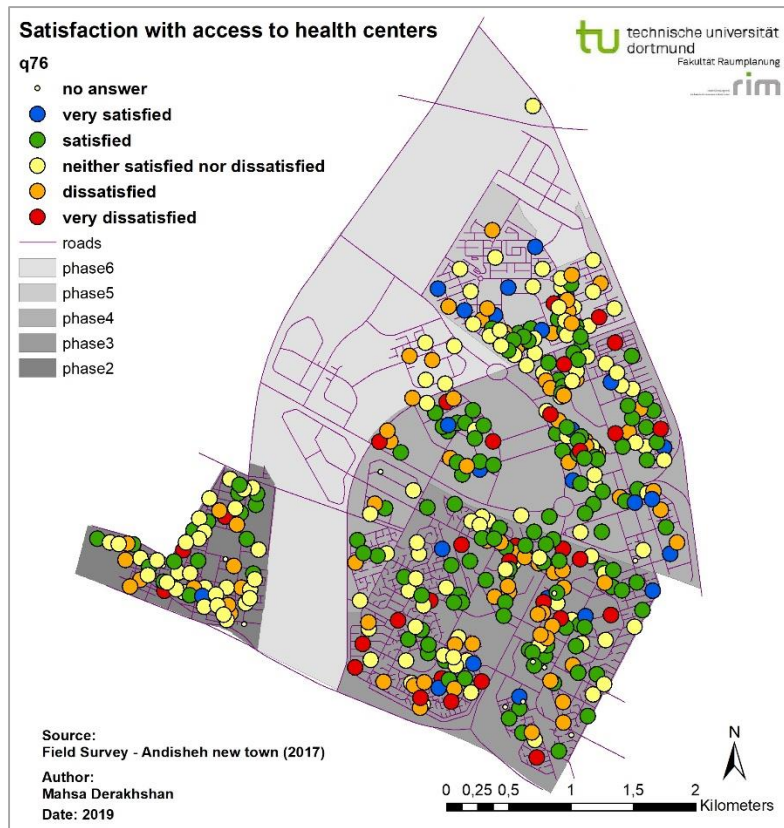 Satisfaction with access to health centers
q76
no answer
very satisfied
satisfied
neither satisfied nor dissatisfied
dissatisfied
very dissatisfied
roads
phase6
phase5
phase4
phase3
phase2
tu technische universität
dortmund
Fakultät Raumplanung
rim
Source:
Field Survey - Andisheh new town (2017)
Author:
Mahsa Derakhshan
Date: 2019
N
0 0,25 0,5 1 1,5 2
Kilometers